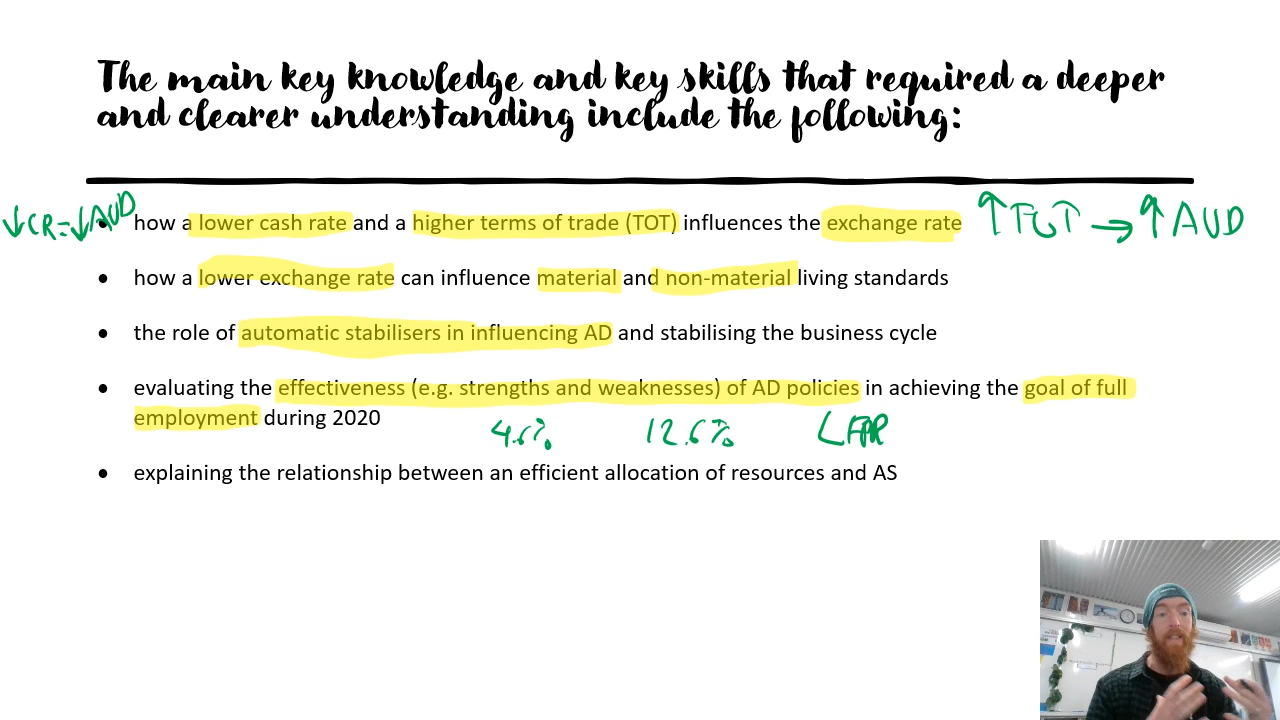 The main key knowledge and key skills that required a deeper
and clearer understanding include the following:
↓CR=↓AUD
• how a lower cash rate and a higher terms of trade (TOT) influences the exchange rate ↑TOT → ↑AUD
• how a lower exchange rate can influence material and non-material living standards
• the role of automatic stabilisers in influencing AD and stabilising the business cycle
• evaluating the effectiveness (e.g. strengths and weaknesses) of AD policies in achieving the goal of full
employment during 2020
4.6% 12.6% LFPR
• explaining the relationship between an efficient allocation of resources and AS